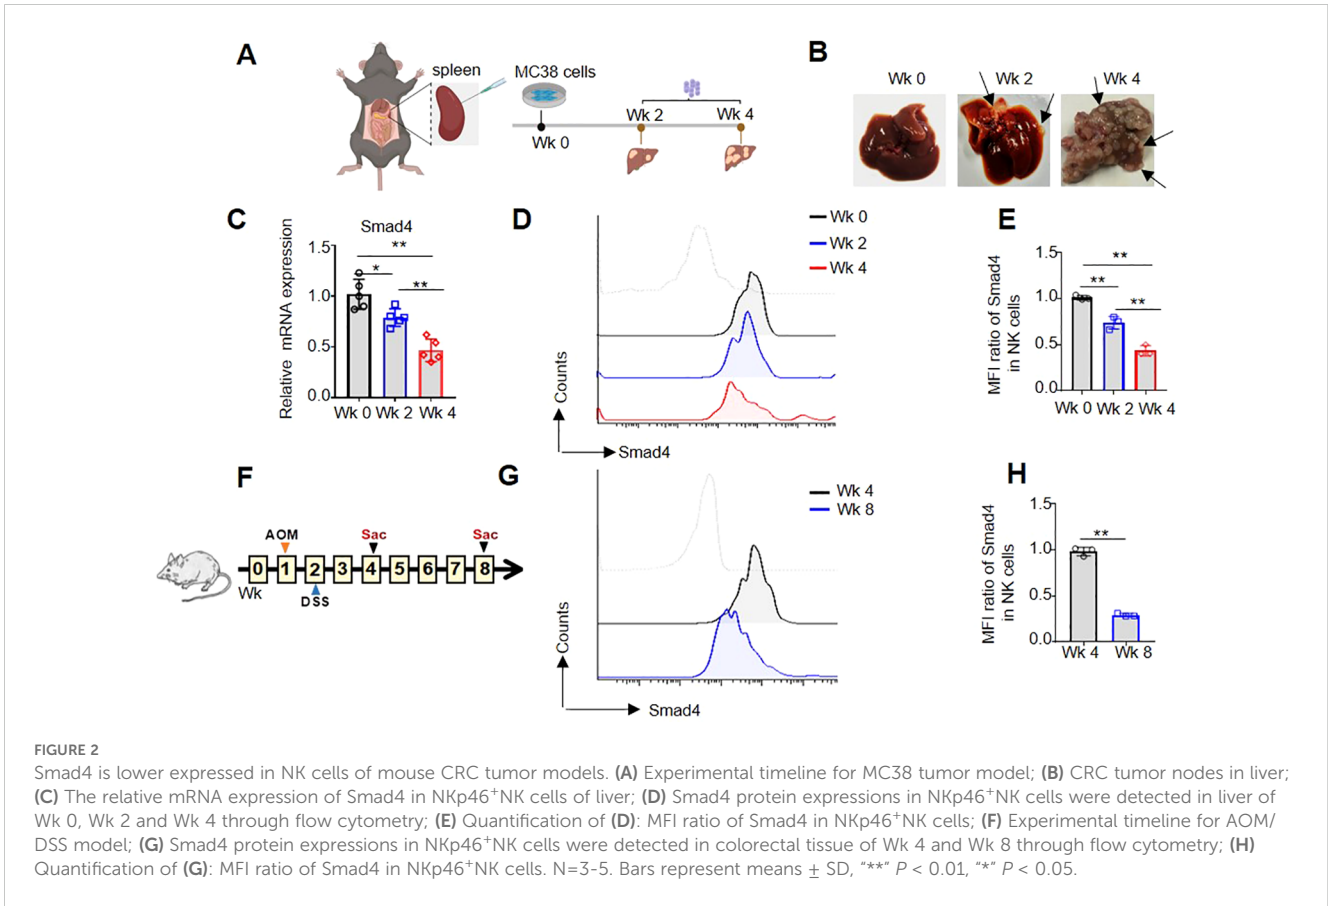 A
spleen
MC38 cells
Wk 0
Wk 2
Wk 4
B
Wk 0
Wk 2
Wk 4
C
Smad4
Relative mRNA expression
1.5
1.0
0.5
0.0
**
*
**
Wk 0 Wk 2 Wk 4
D
Wk 0
Wk 2
Wk 4
Counts
Smad4
E
MFI ratio of Smad4
in NK cells
1.5
1.0
0.5
0.0
**
**
**
Wk 0 Wk 2 Wk 4
F
AOM
Sac
Sac
0 1 2 3 4 5 6 7 8
Wk
DSS
G
Wk 4
Wk 8
Counts
Smad4
H
MFI ratio of Smad4
in NK cells
1.5
1.0
0.5
0.0
**
Wk 4 Wk 8
FIGURE 2
Smad4 is lower expressed in NK cells of mouse CRC tumor models. (A) Experimental timeline for MC38 tumor model; (B) CRC tumor nodes in liver;
(C) The relative mRNA expression of Smad4 in NKp46⁺NK cells of liver; (D) Smad4 protein expressions in NKp46⁺NK cells were detected in liver of
Wk 0, Wk 2 and Wk 4 through flow cytometry; (E) Quantification of (D): MFI ratio of Smad4 in NKp46⁺NK cells; (F) Experimental timeline for AOM/
DSS model; (G) Smad4 protein expressions in NKp46⁺NK cells were detected in colorectal tissue of Wk 4 and Wk 8 through flow cytometry; (H)
Quantification of (G): MFI ratio of Smad4 in NKp46⁺NK cells. N=3-5. Bars represent means ± SD, “**” P < 0.01, “*” P < 0.05.